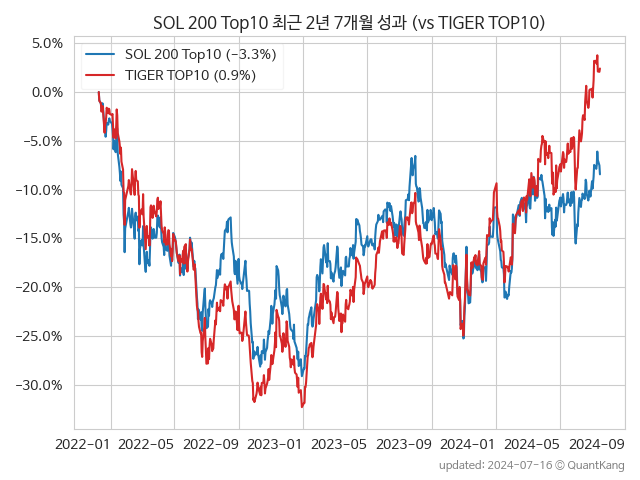 SOL 200 Top10 최근 2년 7개월 성과 (vs TIGER TOP10)
5.0%
SOL 200 Top10 (−3.3%)
TIGER TOP10 (0.9%)
0.0%
−5.0%
−10.0%
−15.0%
−20.0%
−25.0%
−30.0%
2022-01 2022-05 2022-09 2023-01 2023-05 2023-09 2024-01 2024-05 2024-09
updated: 2024-07-16 ⓒ QuantKang